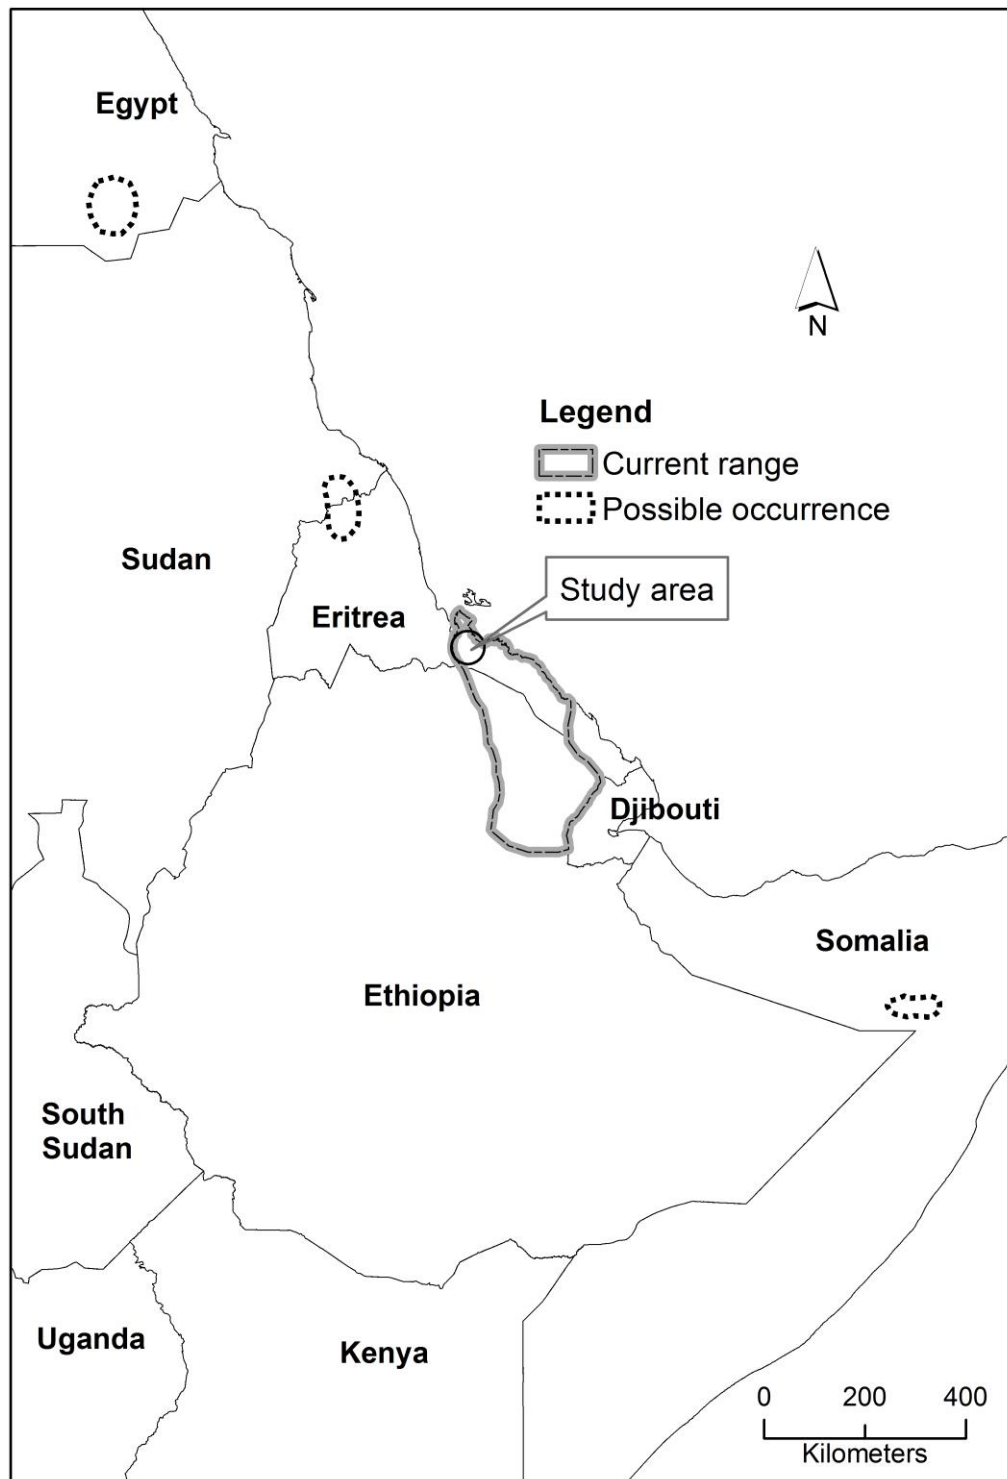 Egypt
N
Legend
Current range
Possible occurrence
Sudan
Study area
Eritrea
Djibouti
Somalia
Ethiopia
South
Sudan
Uganda
Kenya
0 200 400
Kilometers